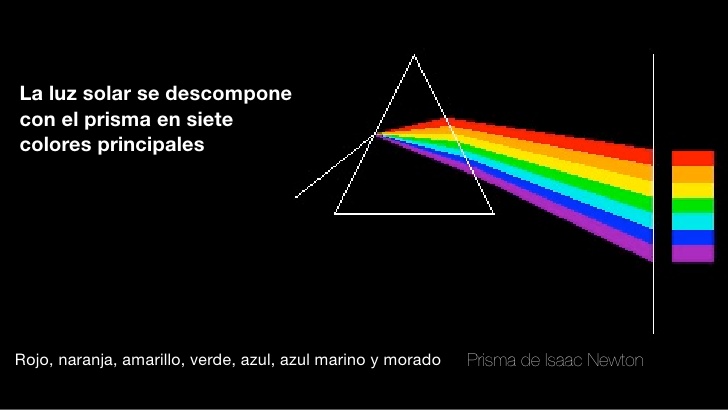 La luz solar se descompone
con el prisma en siete
colores principales
Rojo, naranja, amarillo, verde, azul, azul marino y morado
Prisma de Isaac Newton